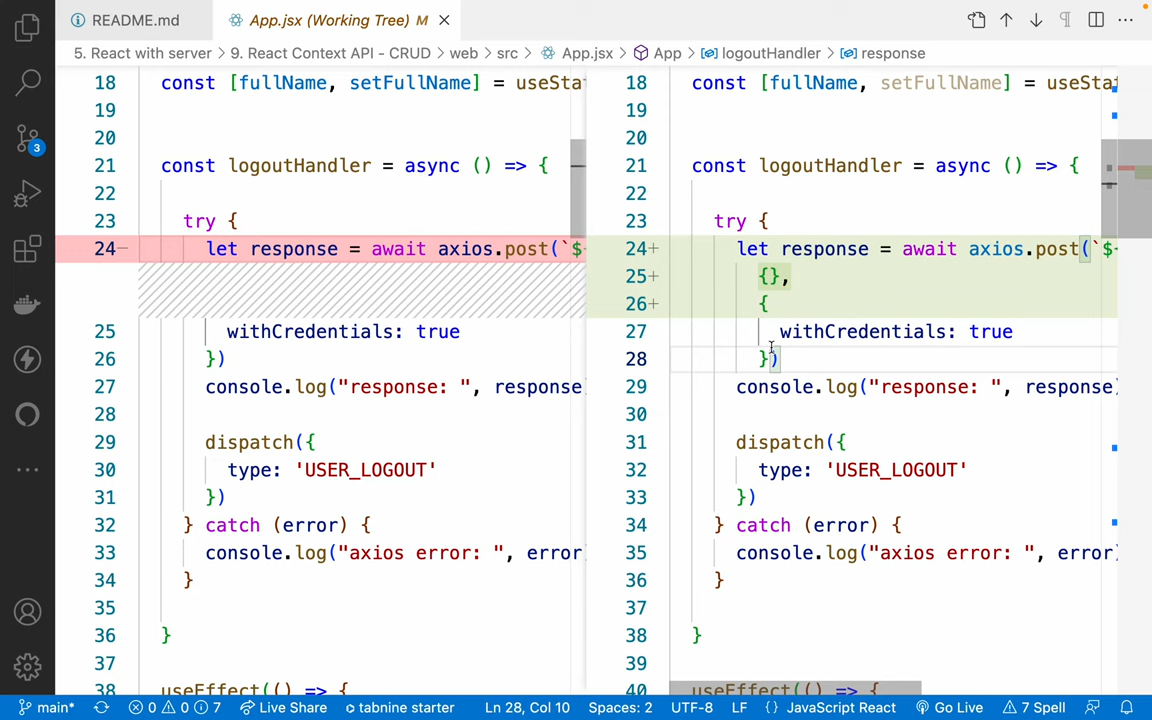 README.md App.jsx (Working Tree) M
5. React with server > 9. React Context API - CRUD > web > src > App.jsx > App > logoutHandler > response
18 const [fullName, setFullName] = useSta
19
20
21 const logoutHandler = async () => {
22
23 try {
24− let response = await axios.post(`$
25 withCredentials: true
26 })
27 console.log("response: ", response
28
29 dispatch({
30 type: 'USER_LOGOUT'
31 })
32 } catch (error) {
33 console.log("axios error: ", error
34 }
35
36 }
37
38 useEffect(() => {
18 const [fullName, setFullName] = useSta
19
20
21 const logoutHandler = async () => {
22
23 try {
24+ let response = await axios.post(`$
25+ {},
26+ {
27 withCredentials: true
28 })
29 console.log("response: ", response)
30
31 dispatch({
32 type: 'USER_LOGOUT'
33 })
34 } catch (error) {
35 console.log("axios error: ", error
36 }
37
38 }
39
40 useEffect(() => {
3
main* 0 0 7 Live Share tabnine starter Ln 28, Col 10 Spaces: 2 UTF-8 LF {} JavaScript React Go Live 7 Spell